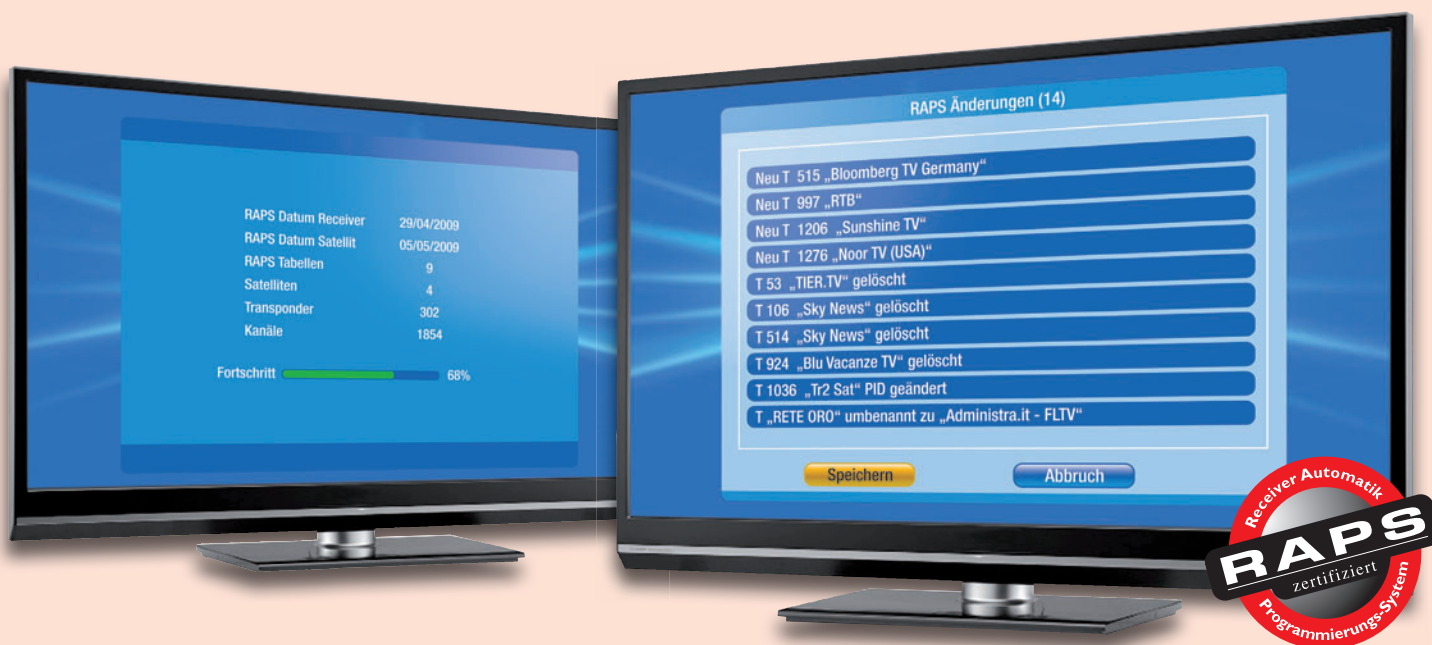 RAPS Datum Receiver 29/04/2009
RAPS Datum Satellit 05/05/2009
RAPS Tabellen 9
Satelliten 4
Transponder 302
Kanäle 1854
Fortschritt 68%
RAPS Änderungen (14)
Neu T 515 „Bloomberg TV Germany“
Neu T 997 „RTB“
Neu T 1206 „Sunshine TV“
Neu T 1276 „Noor TV (USA)“
T 53 „TIER.TV“ gelöscht
T 106 „Sky News“ gelöscht
T 514 „Sky News“ gelöscht
T 924 „Blu Vacanze TV“ gelöscht
T 1036 „Tr2 Sat“ PID geändert
T „RETE ORO“ umbenannt zu „Administra.it - FLTV“
Speichern Abbruch
Receiver Automatik
RAPS
zertifiziert
Programmierungs-System